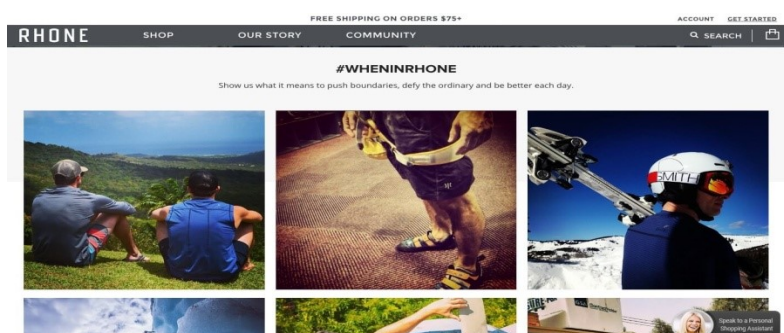 FREE SHIPPING ON ORDERS $75+
ACCOUNT GET STARTED
RHONE SHOP OUR STORY COMMUNITY SEARCH
#WHENINRHONE
Show us what it means to push boundaries, defy the ordinary and be better each day.
SMITH
Speak to a Personal
Shopping Assistant